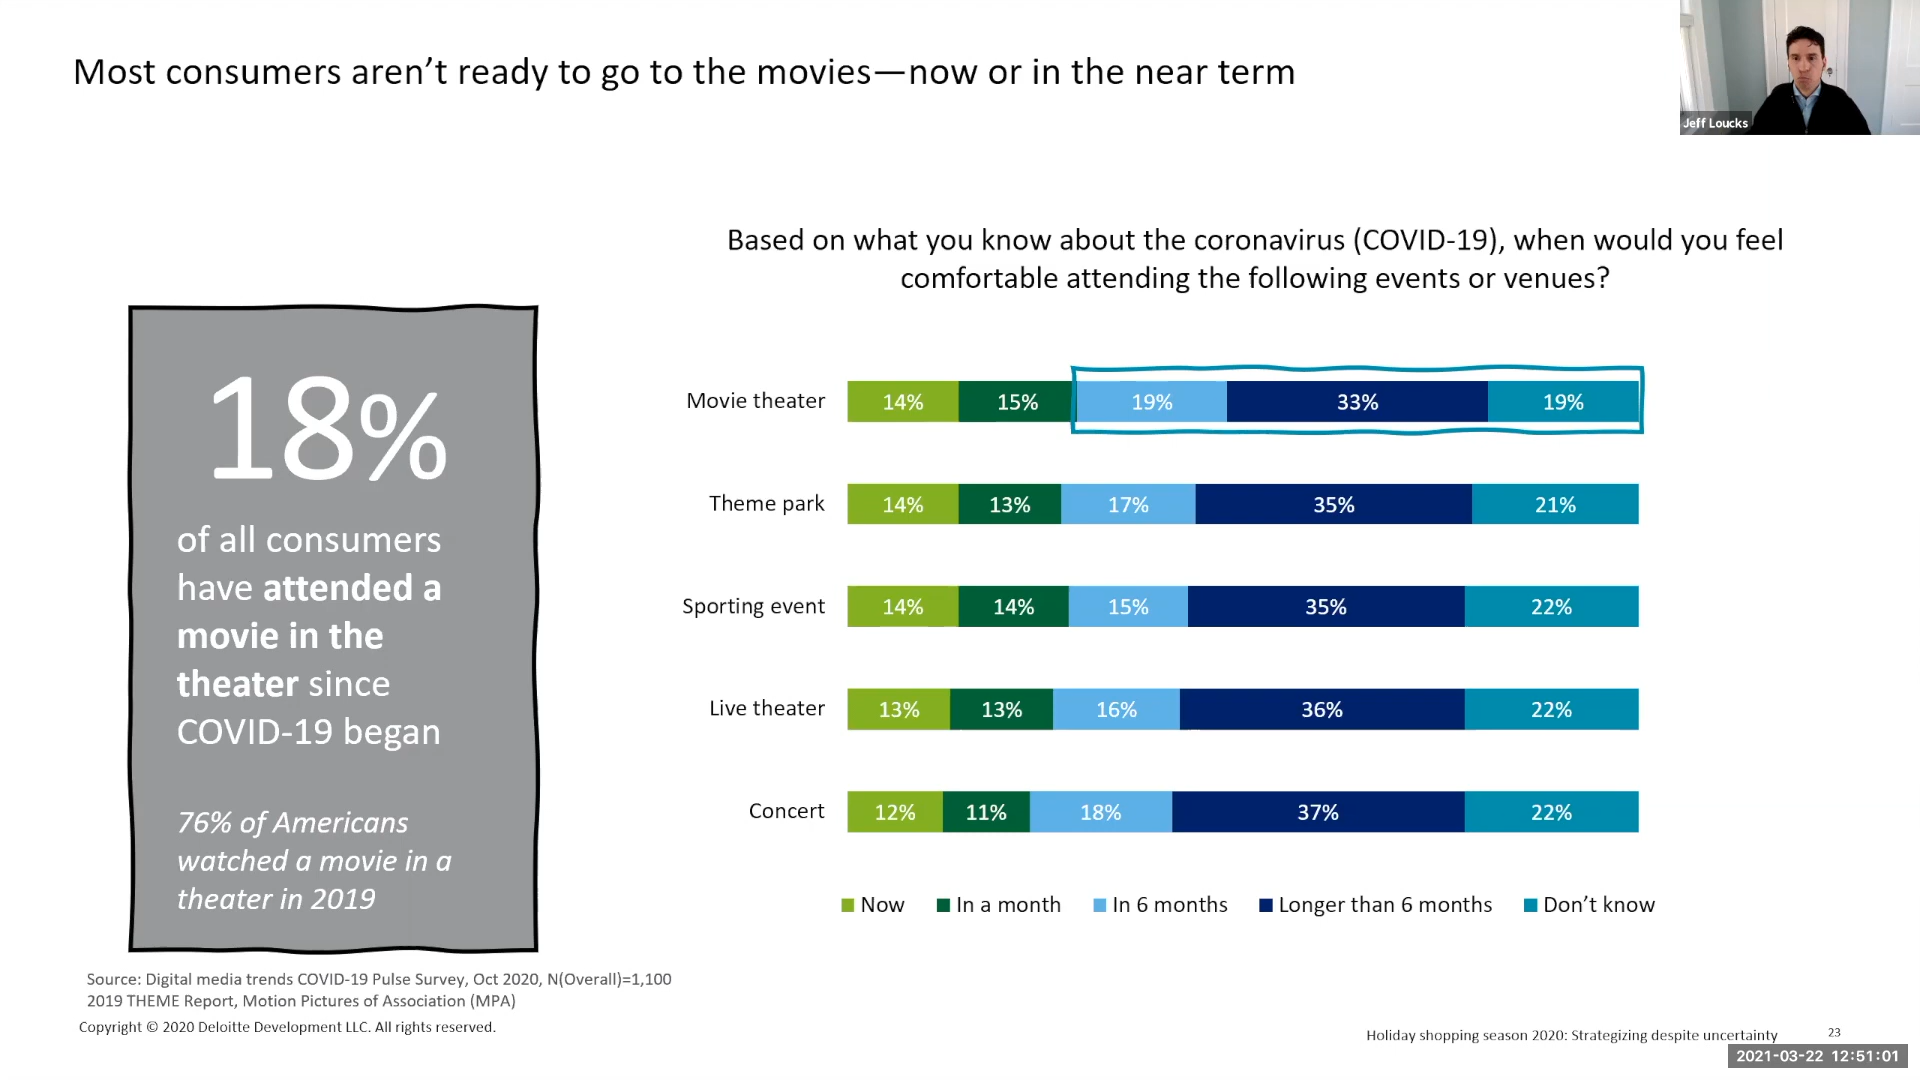 Most consumers aren’t ready to go to the movies—now or in the near term
Jeff Loucks
18%
of all consumers
have attended a
movie in the
theater since
COVID-19 began
76% of Americans
watched a movie in a
theater in 2019
Based on what you know about the coronavirus (COVID-19), when would you feel
comfortable attending the following events or venues?
Movie theater 14% 15% 19% 33% 19%
Theme park 14% 13% 17% 35% 21%
Sporting event 14% 14% 15% 35% 22%
Live theater 13% 13% 16% 36% 22%
Concert 12% 11% 18% 37% 22%
Now In a month In 6 months Longer than 6 months Don’t know
Source: Digital media trends COVID-19 Pulse Survey, Oct 2020, N(Overall)=1,100
2019 THEME Report, Motion Pictures of Association (MPA)
Copyright © 2020 Deloitte Development LLC. All rights reserved.
Holiday shopping season 2020: Strategizing despite uncertainty 23
2021-03-22 12:51:01